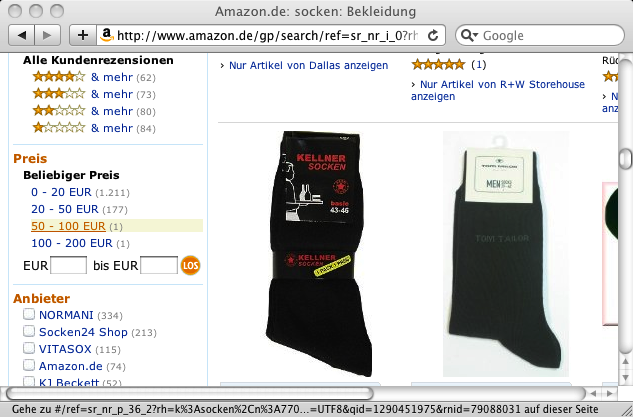 Amazon.de: socken: Bekleidung
http://www.amazon.de/gp/search/ref=sr_nr_i_0?rh
Google
Alle Kundenrezensionen
& mehr (62)
& mehr (73)
& mehr (80)
& mehr (84)
Preis
Beliebiger Preis
0 - 20 EUR (1.211)
20 - 50 EUR (177)
50 - 100 EUR (1)
100 - 200 EUR (1)
EUR bis EUR LOS
Anbieter
NORMANI (334)
Socken24 Shop (213)
VITASOX (115)
Amazon.de (74)
KJ Beckett (52)
› Nur Artikel von Dallas anzeigen
(1)
› Nur Artikel von R+W Storehouse
anzeigen
Rüc
› N
anze
KELLNER
SOCKEN
basic
43-46
KELLNER
SOCKEN
TOM TAILOR
MEN
TOM TAILOR
Gehe zu #/ref=sr_nr_p_36_2?rh=k%3Asocken%2Cn%3A770...=UTF8&qid=1290451975&rnid=79088031 auf dieser Seite